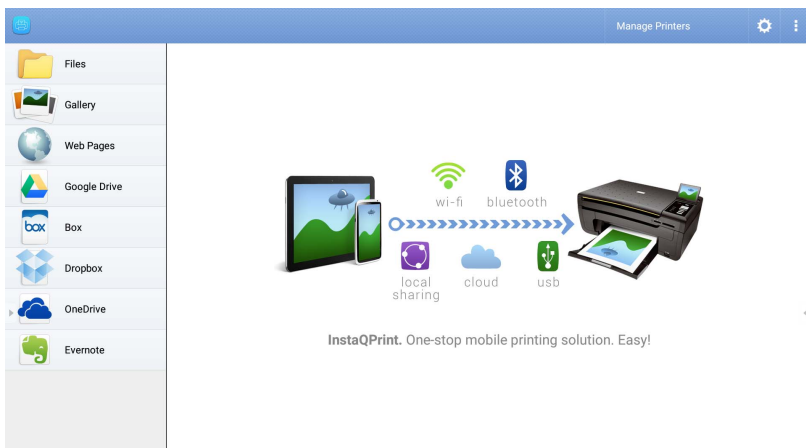 Manage Printers
Files
Gallery
Web Pages
Google Drive
box
Box
Dropbox
OneDrive
Evernote
wi-fi
bluetooth
local
sharing
cloud
usb
InstaQPrint. One-stop mobile printing solution. Easy!